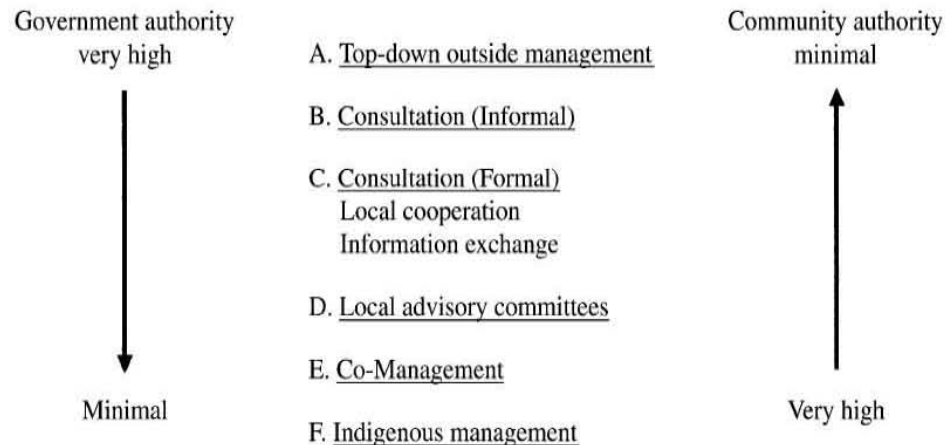 Government authority
very high
Minimal
A. Top-down outside management
B. Consultation (Informal)
C. Consultation (Formal)
Local cooperation
Information exchange
D. Local advisory committees
E. Co-Management
F. Indigenous management
Community authority
minimal
Very high